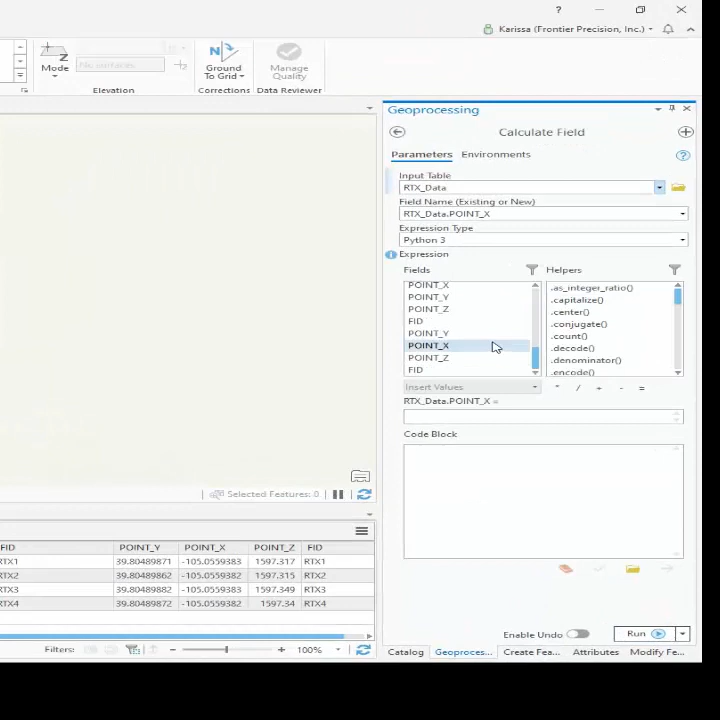 ?
Karissa (Frontier Precision, Inc.)
Mode
No surfaces
Ground To Grid
Manage Quality
Elevation
Corrections
Data Reviewer
Geoprocessing
Calculate Field
Parameters
Environments
?
Input Table
RTX_Data
Field Name (Existing or New)
RTX_Data.POINT_X
Expression Type
Python 3
Expression
Fields
Helpers
POINT_X
POINT_Y
POINT_Z
FID
POINT_Y
POINT_X
POINT_Z
FID
.as_integer_ratio()
.capitalize()
.center()
.conjugate()
.count()
.decode()
.denominator()
.encode()
Insert Values
* / + - =
RTX_Data.POINT_X =
Code Block
Selected Features: 0
FID POINT_Y POINT_X POINT_Z FID
RTX1 39.80489871 -105.0559383 1597.317 RTX1
RTX2 39.80489862 -105.0559382 1597.315 RTX2
RTX3 39.80489882 -105.0559383 1597.349 RTX3
RTX4 39.80489872 -105.0559382 1597.34 RTX4
Enable Undo
Run
Filters:
- + 100%
Catalog
Geoproces...
Create Fea...
Attributes
Modify Fe...